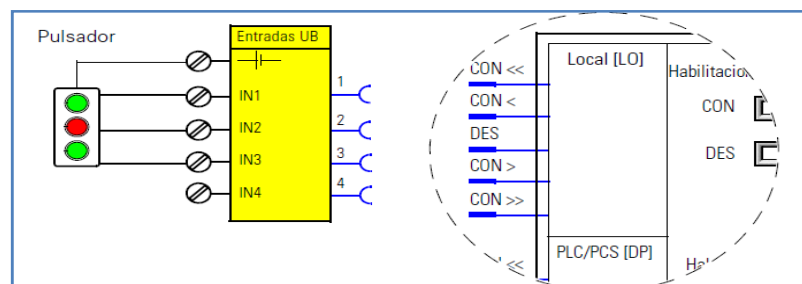 Pulsador
Entradas UB
IN1
IN2
IN3
IN4
1
2
3
4
CON <<
CON <
DES
CON >
CON >>
Local [LO]
Habilitacio
CON
DES
PLC/PCS [DP]
<<